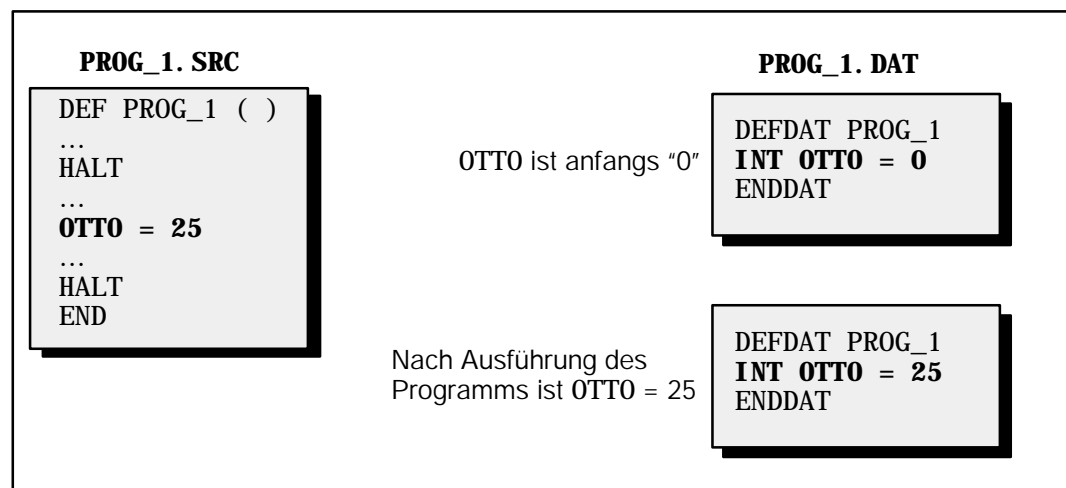 PROG_1.SRC
DEF PROG_1 ( )
...
HALT
...
OTTO = 25
...
HALT
END
PROG_1.DAT
OTTO ist anfangs “0”
DEFDAT PROG_1
INT OTTO = 0
ENDDAT
Nach Ausführung des
Programms ist OTTO = 25
DEFDAT PROG_1
INT OTTO = 25
ENDDAT